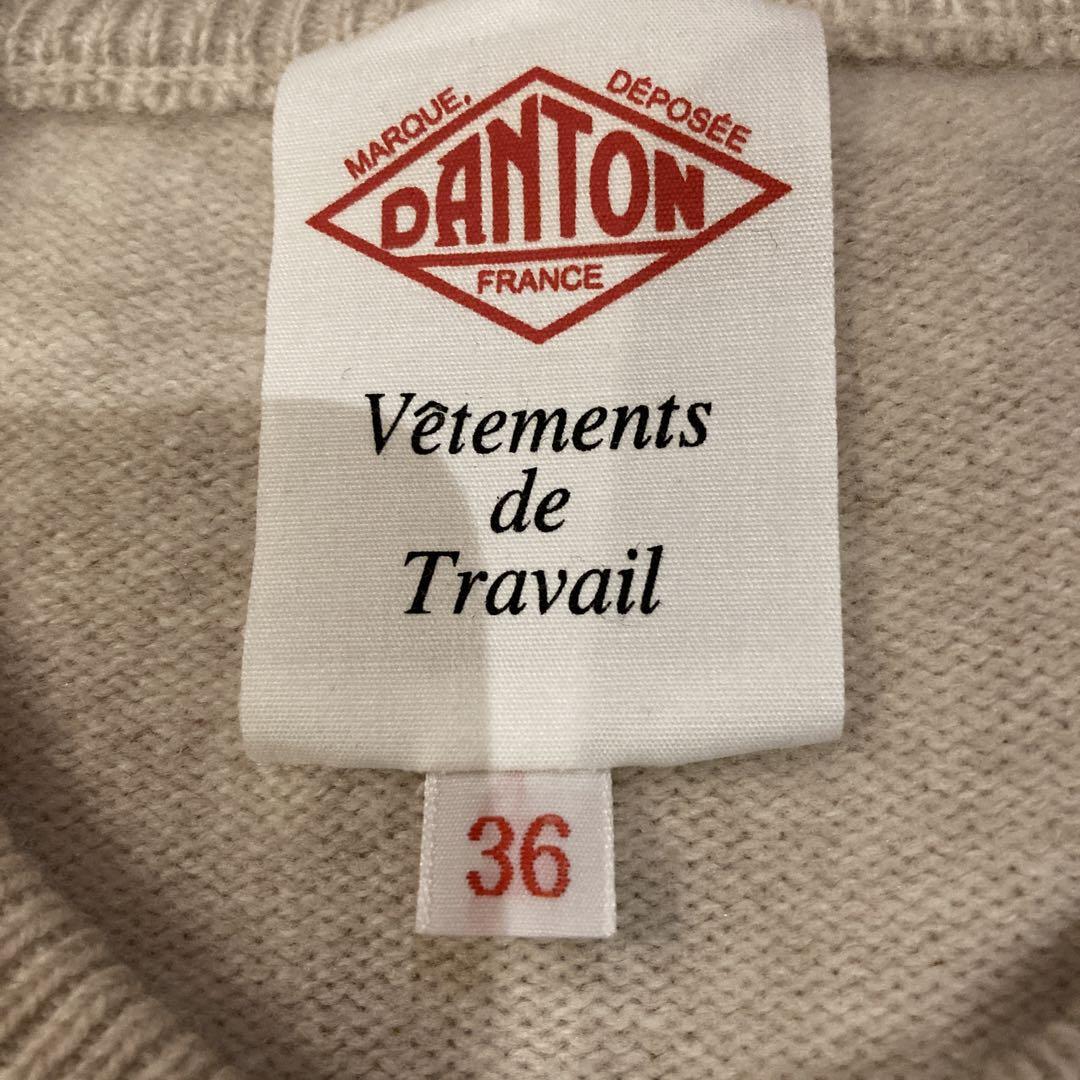 MARQUE. DÉPOSÉE
DANTON
FRANCE
Vêtements
de
Travail
36